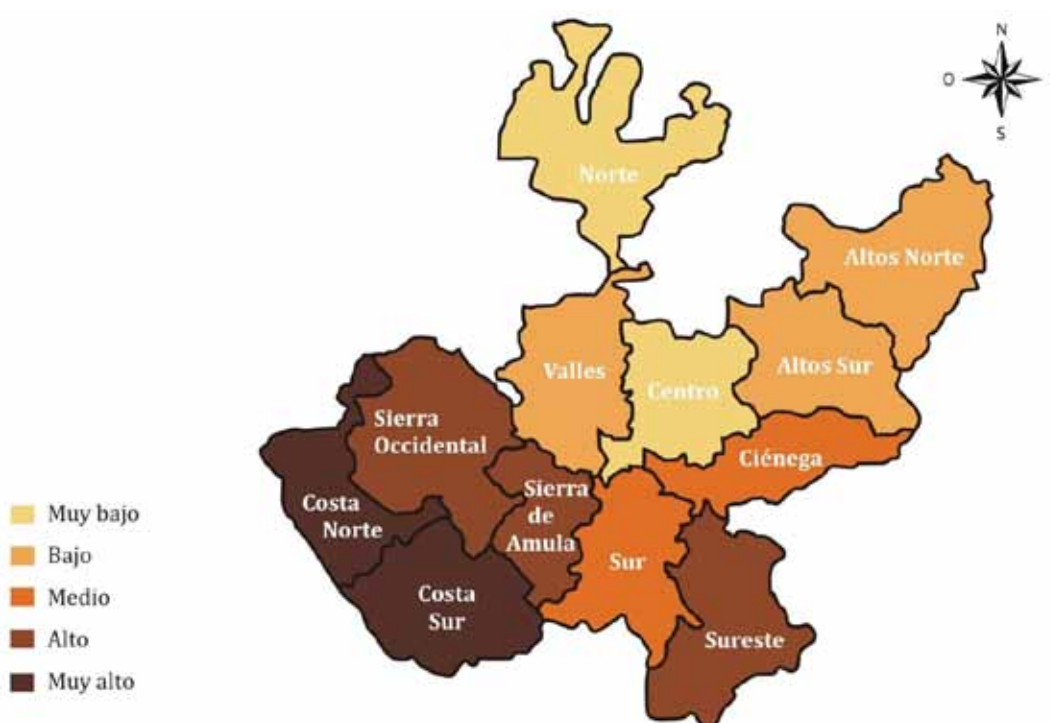 N
O
S
Norte
Altos Norte
Valles
Centro
Altos Sur
Sierra
Occidental
Ciénega
Costa
Norte
Sierra
de
Amula
Sur
Costa
Sur
Sureste
Muy bajo
Bajo
Medio
Alto
Muy alto